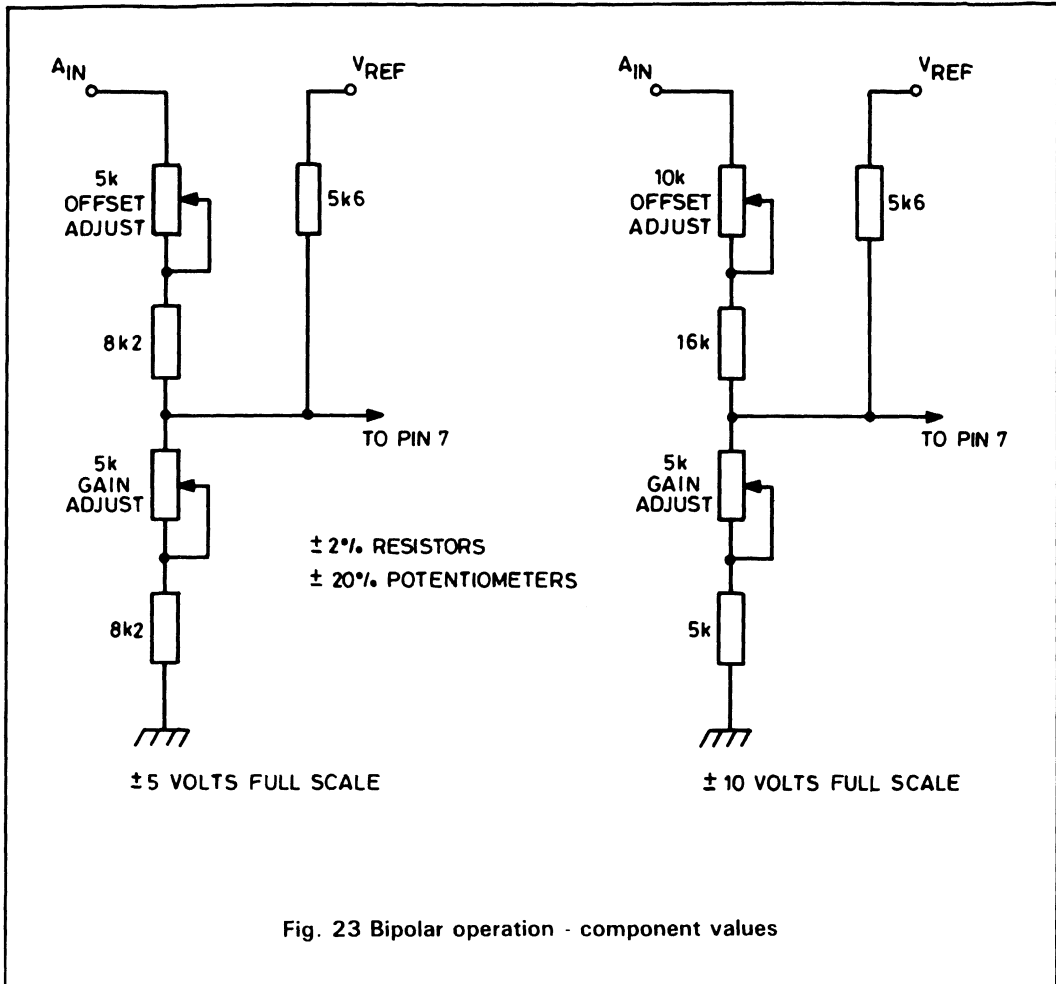 AIN
VREF
5k
OFFSET
ADJUST
5k6
8k2
TO PIN 7
5k
GAIN
ADJUST
8k2
± 2% RESISTORS
± 20% POTENTIOMETERS
±5 VOLTS FULL SCALE
AIN
VREF
10k
OFFSET
ADJUST
5k6
16k
TO PIN 7
5k
GAIN
ADJUST
5k
± 10 VOLTS FULL SCALE
Fig. 23 Bipolar operation - component values